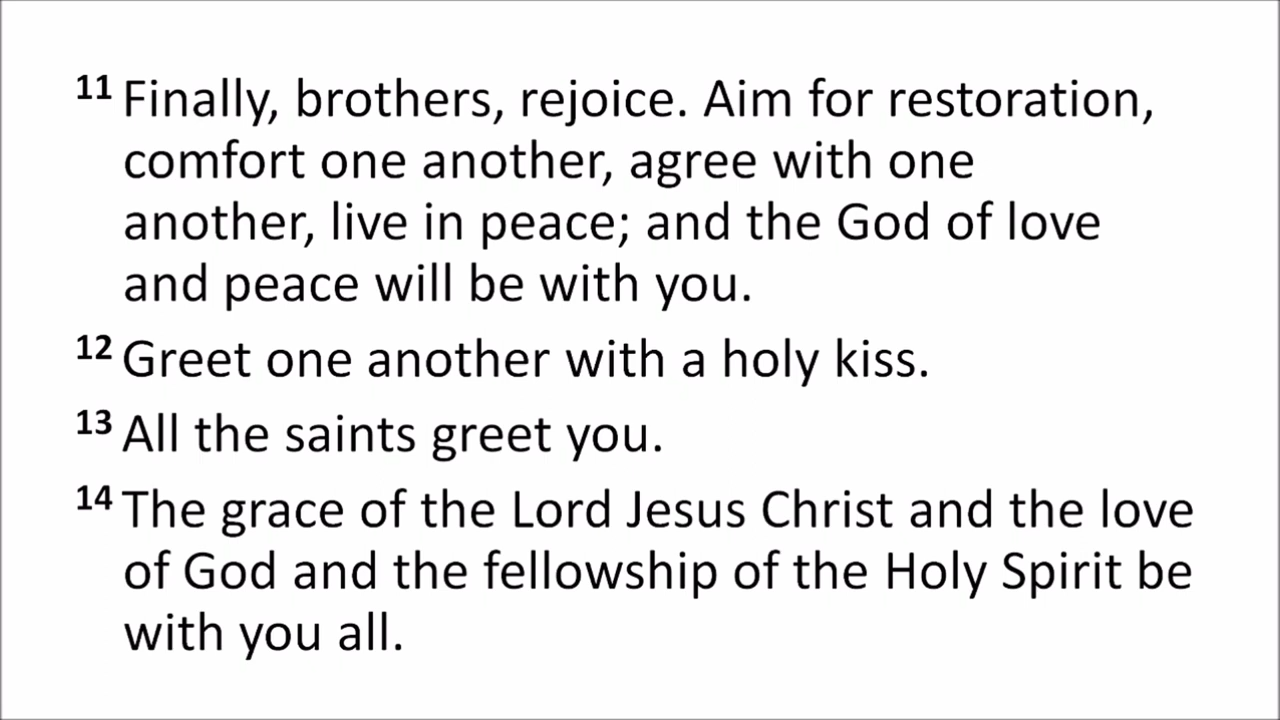 11 Finally, brothers, rejoice. Aim for restoration,
comfort one another, agree with one
another, live in peace; and the God of love
and peace will be with you.
12 Greet one another with a holy kiss.
13 All the saints greet you.
14 The grace of the Lord Jesus Christ and the love
of God and the fellowship of the Holy Spirit be
with you all.